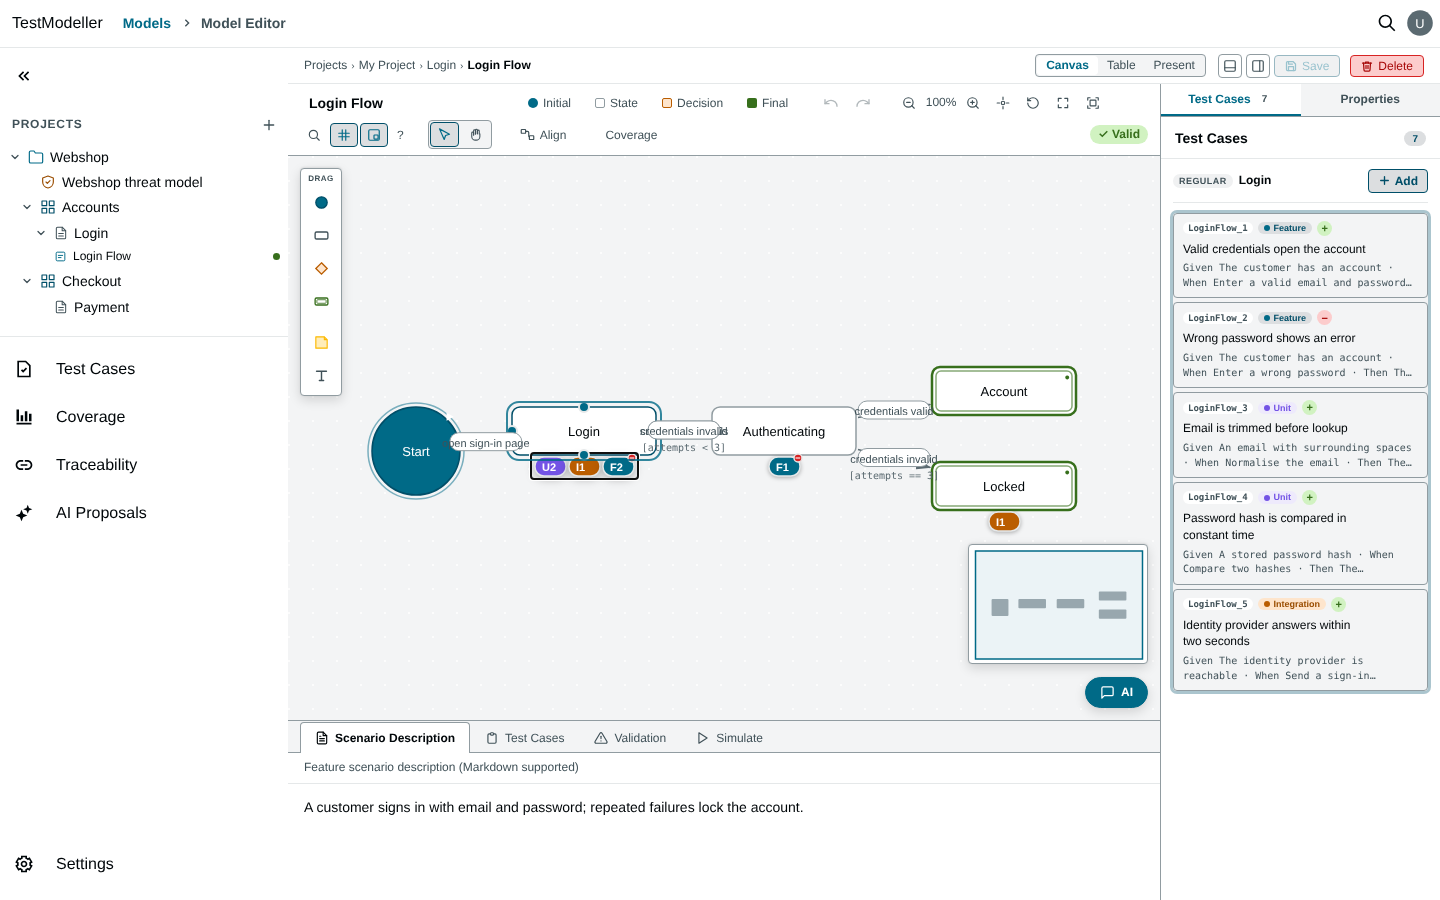 TestModeller
Models
Model Editor
U
Projects › My Project › Login › Login Flow
Canvas
Table
Present
Save
Delete
PROJECTS
Webshop
Webshop threat model
Accounts
Login
Login Flow
Checkout
Payment
Test Cases
Coverage
Traceability
AI Proposals
Settings
Login Flow
Initial
State
Decision
Final
100%
?
Align
Coverage
Valid
DRAG
Start
open sign-in page
Login
U2
I1
F2
credentials invalid
[attempts < 3]
Authenticating
F1
credentials valid
credentials invalid
[attempts == 3]
Account
Locked
I1
AI
Scenario Description
Test Cases
Validation
Simulate
Feature scenario description (Markdown supported)
A customer signs in with email and password; repeated failures lock the account.
Test Cases 7
Properties
Test Cases
7
REGULAR Login
Add
LoginFlow_1 Feature +
Valid credentials open the account
Given The customer has an account ·
When Enter a valid email and password…
LoginFlow_2 Feature −
Wrong password shows an error
Given The customer has an account ·
When Enter a wrong password · Then Th…
LoginFlow_3 Unit +
Email is trimmed before lookup
Given An email with surrounding spaces
· When Normalise the email · Then The…
LoginFlow_4 Unit +
Password hash is compared in
constant time
Given A stored password hash · When
Compare two hashes · Then The…
LoginFlow_5 Integration +
Identity provider answers within
two seconds
Given The identity provider is
reachable · When Send a sign-in…